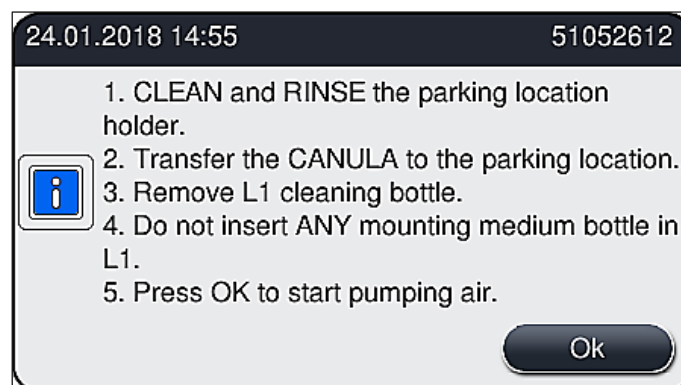 24.01.2018 14:55 51052612
1. CLEAN and RINSE the parking location
holder.
2. Transfer the CANULA to the parking location.
3. Remove L1 cleaning bottle.
4. Do not insert ANY mounting medium bottle in
L1.
5. Press OK to start pumping air.
i
Ok